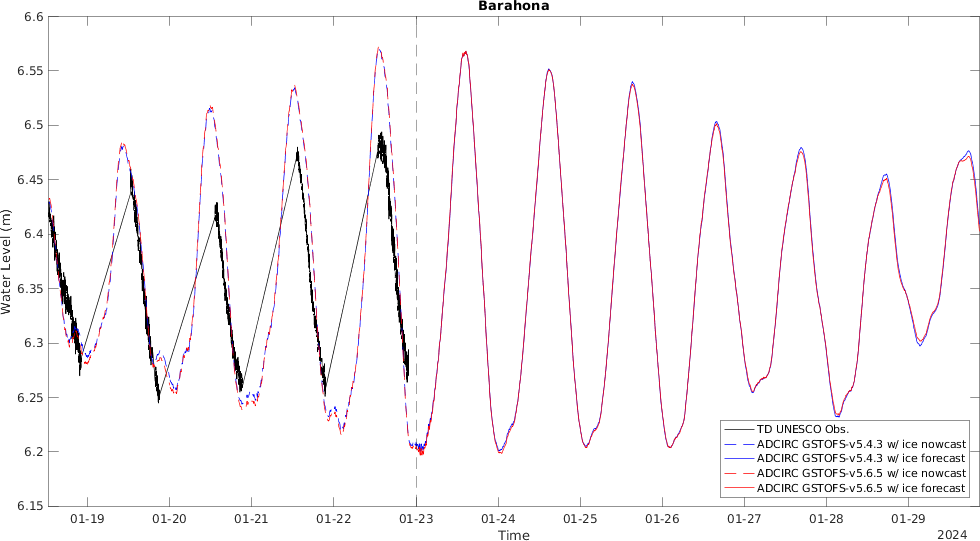 Barahona
6.6
6.55
6.5
6.45
6.4
6.35
6.3
6.25
6.2
6.15
Water Level (m)
TD UNESCO Obs.
ADCIRC GSTOFS-v5.4.3 w/ ice nowcast
ADCIRC GSTOFS-v5.4.3 w/ ice forecast
ADCIRC GSTOFS-v5.6.5 w/ ice nowcast
ADCIRC GSTOFS-v5.6.5 w/ ice forecast
01-19 01-20 01-21 01-22 01-23 01-24 01-25 01-26 01-27 01-28 01-29
Time
2024